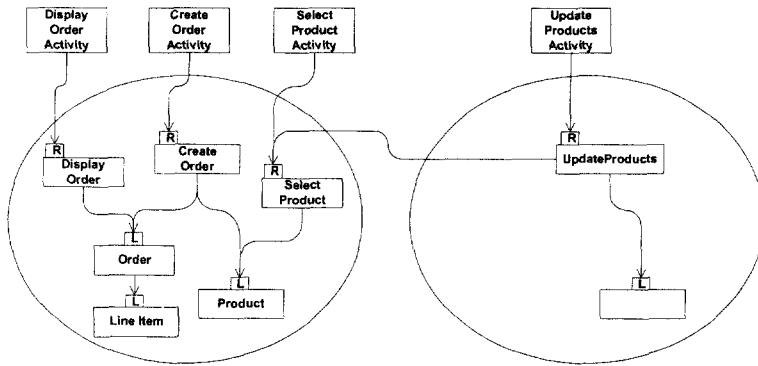 Display
Order
Activity
Create
Order
Activity
Select
Product
Activity
Update
Products
Activity
R
Display
Order
R
Create
Order
R
Select
Product
R
UpdateProducts
L
Order
L
Line Item
L
Product
L